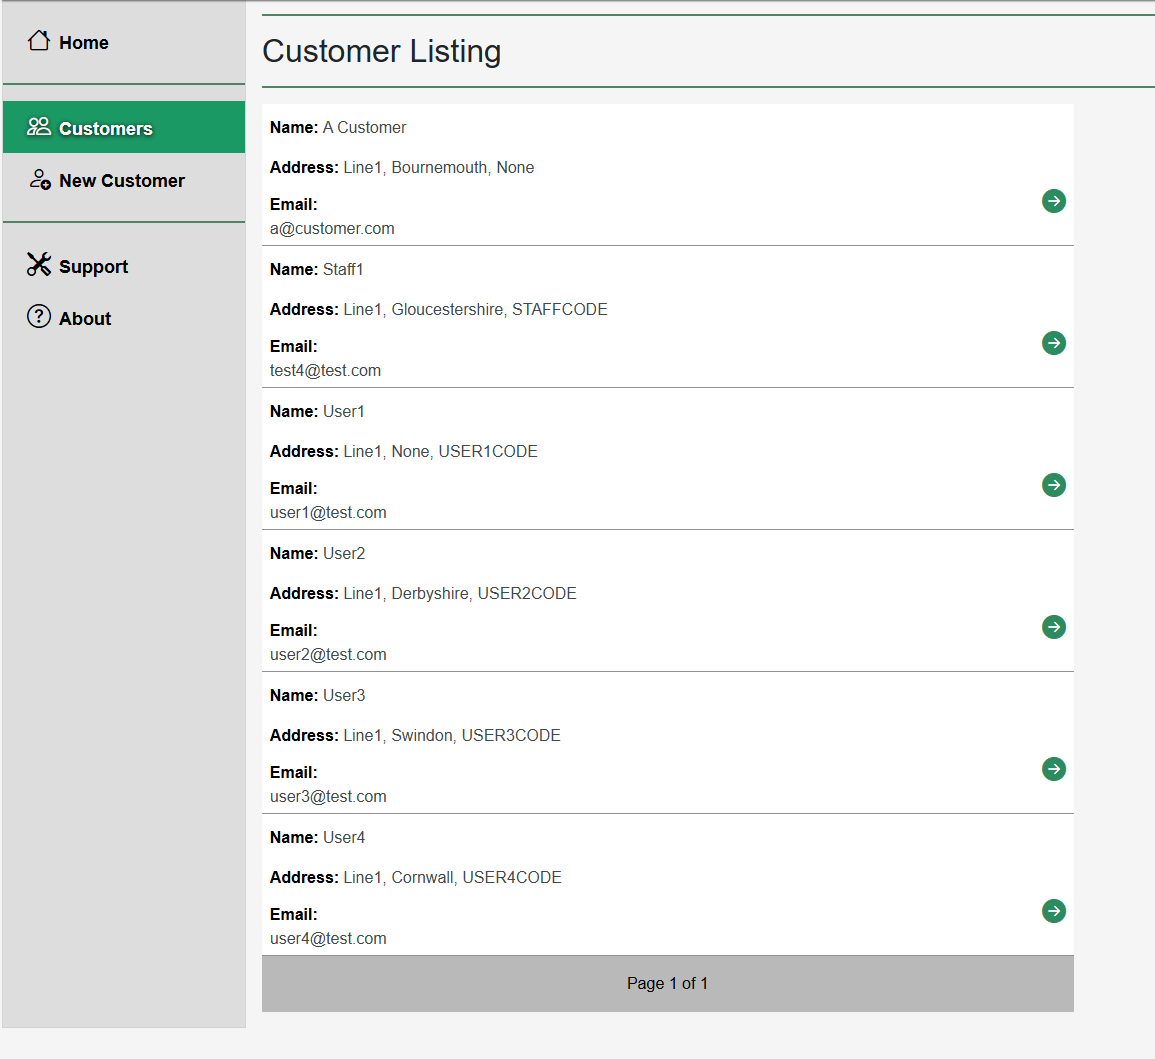 Home
Customers
New Customer
Support
About
Customer Listing
Name: A Customer
Address: Line1, Bournemouth, None
Email:
a@customer.com
Name: Staff1
Address: Line1, Gloucestershire, STAFFCODE
Email:
test4@test.com
Name: User1
Address: Line1, None, USER1CODE
Email:
user1@test.com
Name: User2
Address: Line1, Derbyshire, USER2CODE
Email:
user2@test.com
Name: User3
Address: Line1, Swindon, USER3CODE
Email:
user3@test.com
Name: User4
Address: Line1, Cornwall, USER4CODE
Email:
user4@test.com
Page 1 of 1